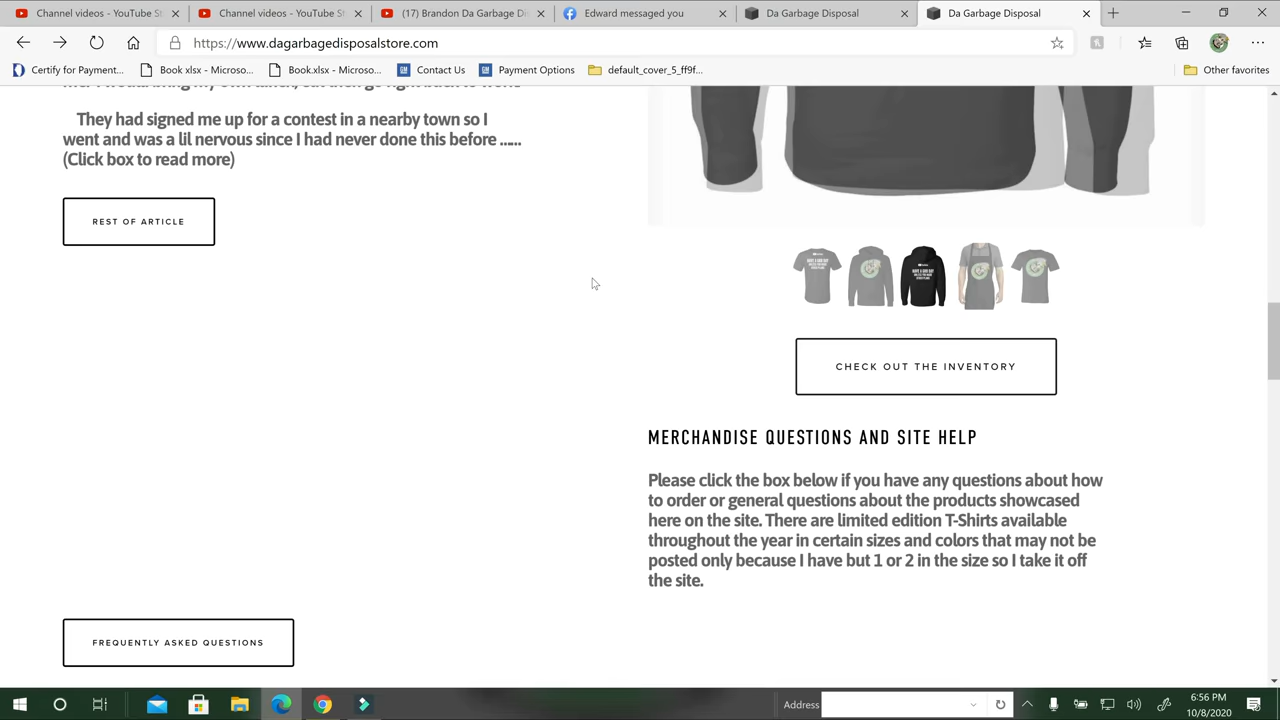 Channel videos - YouTube S
Channel videos - YouTube S
(17) Brandon Da Garbage Di
Edward messaged you
Da Garbage Disposal
Da Garbage Disposal
https://www.dagarbagedisposalstore.com
Certify for Payment...
Book xlsx - Microso...
Book.xlsx - Microso...
GM
Contact Us
GM
Payment Options
default_cover_5_ff9f...
Other favorites
They had signed me up for a contest in a nearby town so I
went and was a lil nervous since I had never done this before ......
(Click box to read more)
REST OF ARTICLE
CHECK OUT THE INVENTORY
MERCHANDISE QUESTIONS AND SITE HELP
Please click the box below if you have any questions about how
to order or general questions about the products showcased
here on the site. There are limited edition T-Shirts available
throughout the year in certain sizes and colors that may not be
posted only because I have but 1 or 2 in the size so I take it off
the site.
FREQUENTLY ASKED QUESTIONS
Address
6:56 PM
10/8/2020